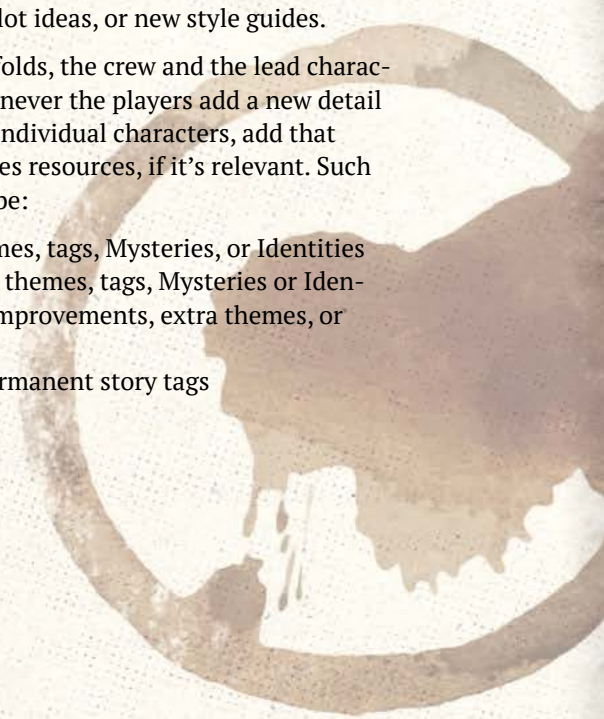 lot ideas, or new style guides.
folds, the crew and the lead charac-
never the players add a new detail
individual characters, add that
es resources, if it's relevant. Such
be:
mes, tags, Mysteries, or Identities
themes, tags, Mysteries or Iden-
mprovements, extra themes, or
rmanent story tags